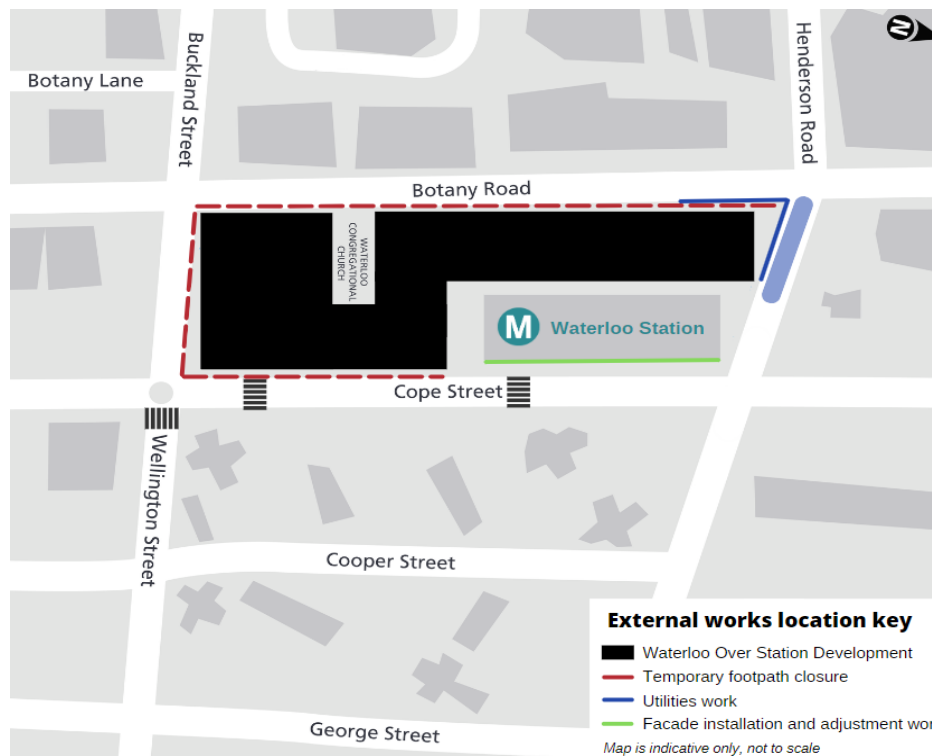 N
Buckland Street
Henderson Road
Botany Lane
Botany Road
WATERLOO
CONGREGATIONAL
CHURCH
M Waterloo Station
Cope Street
Wellington Street
Cooper Street
George Street
External works location key
Waterloo Over Station Development
Temporary footpath closure
Utilities work
Facade installation and adjustment wor
Map is indicative only, not to scale